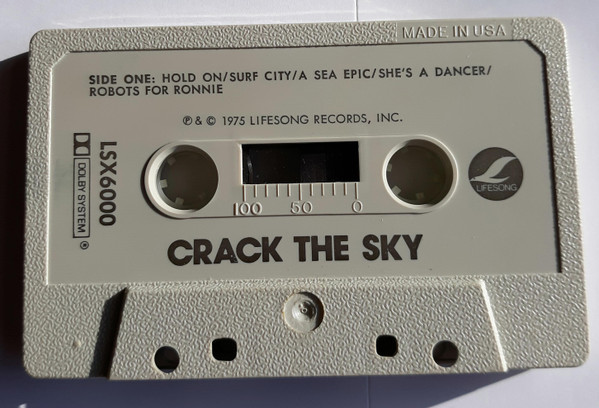 MADE IN USA
SIDE ONE: HOLD ON/SURF CITY/A SEA EPIC/SHE'S A DANCER/
ROBOTS FOR RONNIE
℗ & © 1975 LIFESONG RECORDS, INC.
LSX6000
DOLBY SYSTEM ®
100 50 0
LIFESONG
CRACK THE SKY